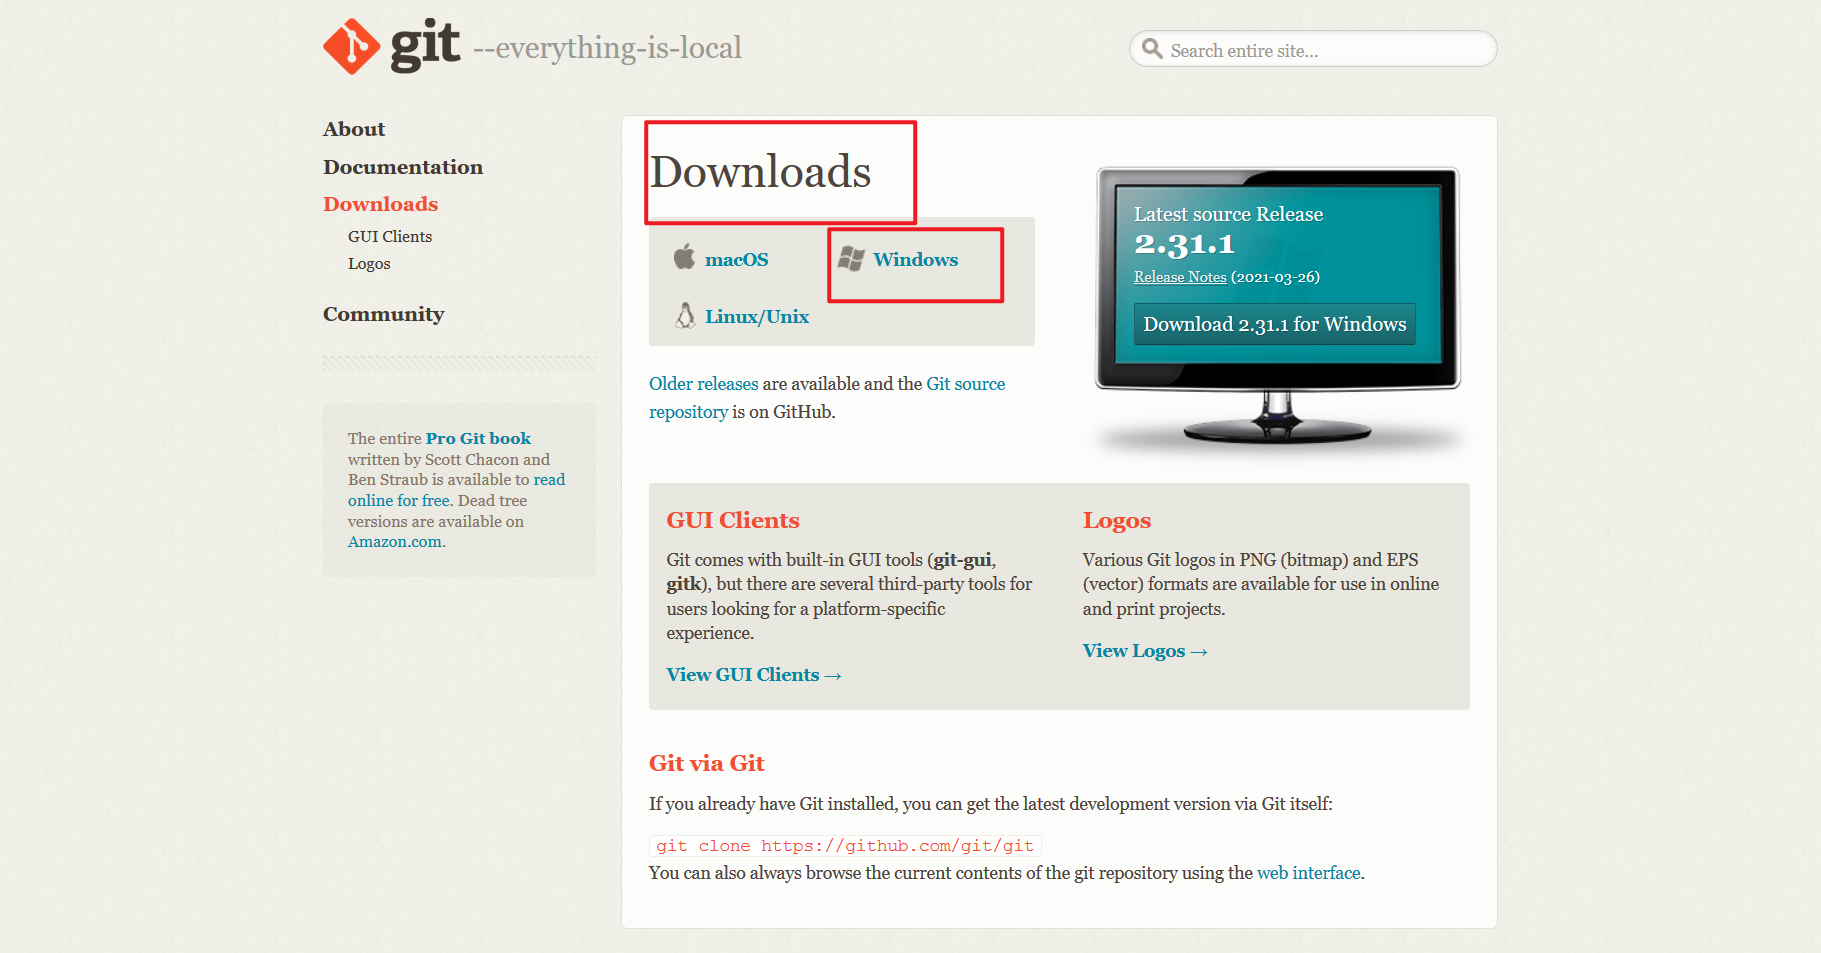 git --everything-is-local
Search entire site...
About
Documentation
Downloads
GUI Clients
Logos
Community
The entire Pro Git book
written by Scott Chacon and
Ben Straub is available to read
online for free. Dead tree
versions are available on
Amazon.com.
Downloads
macOS
Windows
Linux/Unix
Older releases are available and the Git source
repository is on GitHub.
Latest source Release
2.31.1
Release Notes (2021-03-26)
Download 2.31.1 for Windows
GUI Clients
Git comes with built-in GUI tools (git-gui,
gitk), but there are several third-party tools for
users looking for a platform-specific
experience.
View GUI Clients →
Logos
Various Git logos in PNG (bitmap) and EPS
(vector) formats are available for use in online
and print projects.
View Logos →
Git via Git
If you already have Git installed, you can get the latest development version via Git itself:
git clone https://github.com/git/git
You can also always browse the current contents of the git repository using the web interface.